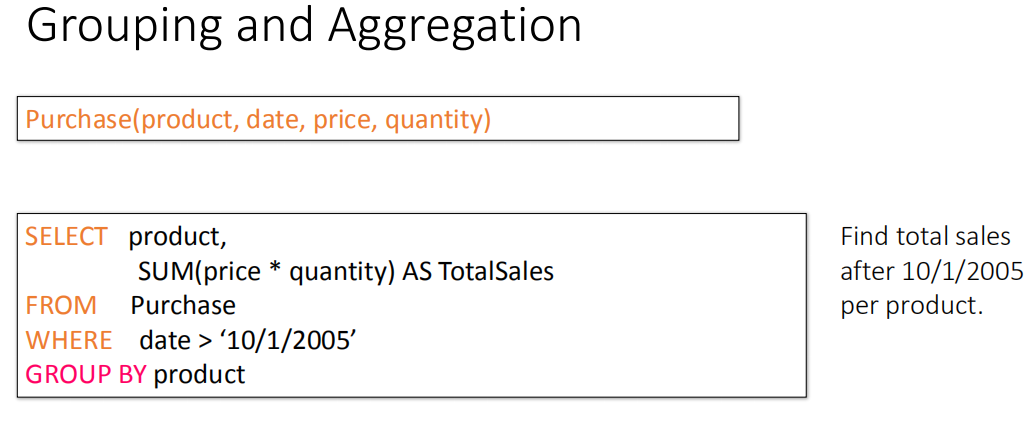 Grouping and Aggregation
Purchase(product, date, price, quantity)
SELECT product,
SUM(price * quantity) AS TotalSales
FROM Purchase
WHERE date > ‘10/1/2005’
GROUP BY product
Find total sales
after 10/1/2005
per product.